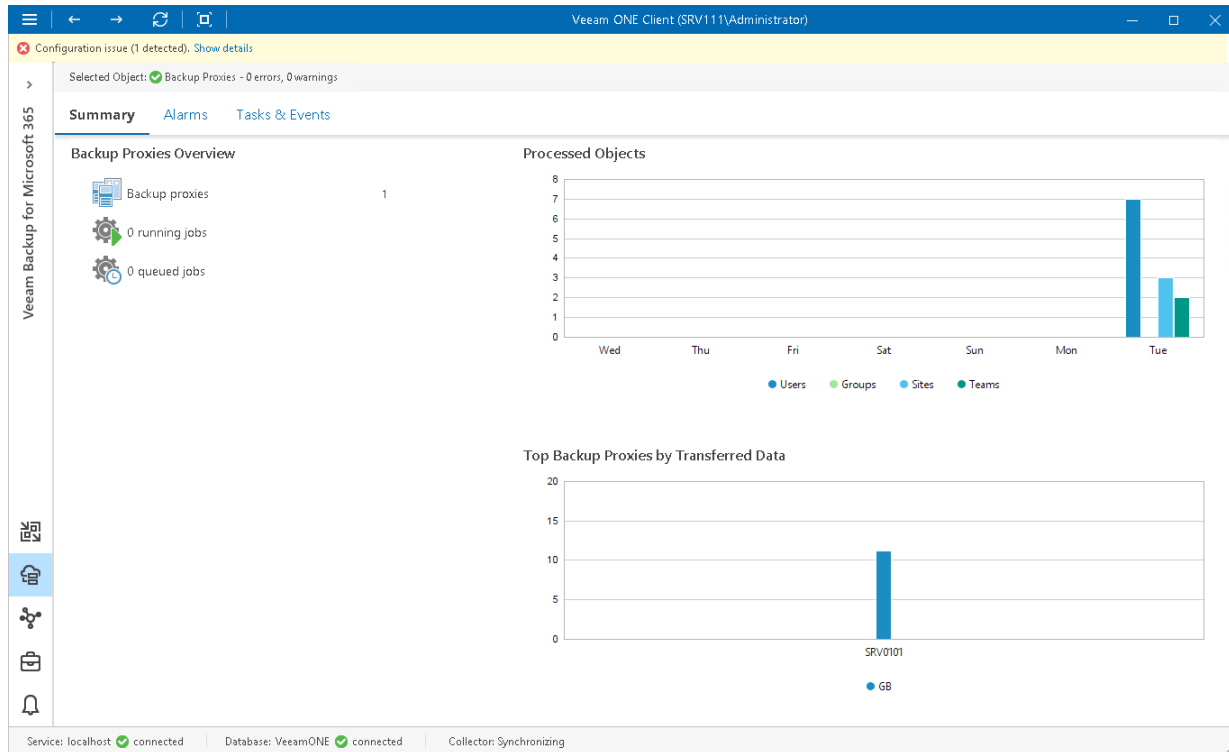 Veeam ONE Client (SRV111\Administrator)
Configuration issue (1 detected). Show details
Selected Object: Backup Proxies - 0 errors, 0 warnings
Veeam Backup for Microsoft 365
Summary Alarms Tasks & Events
Backup Proxies Overview
Backup proxies 1
0 running jobs
0 queued jobs
Processed Objects
8
7
6
5
4
3
2
1
0
Wed Thu Fri Sat Sun Mon Tue
Users Groups Sites Teams
Top Backup Proxies by Transferred Data
20
15
10
5
0
SRV0101
GB
Service: localhost connected Database: VeeamONE connected Collector: Synchronizing